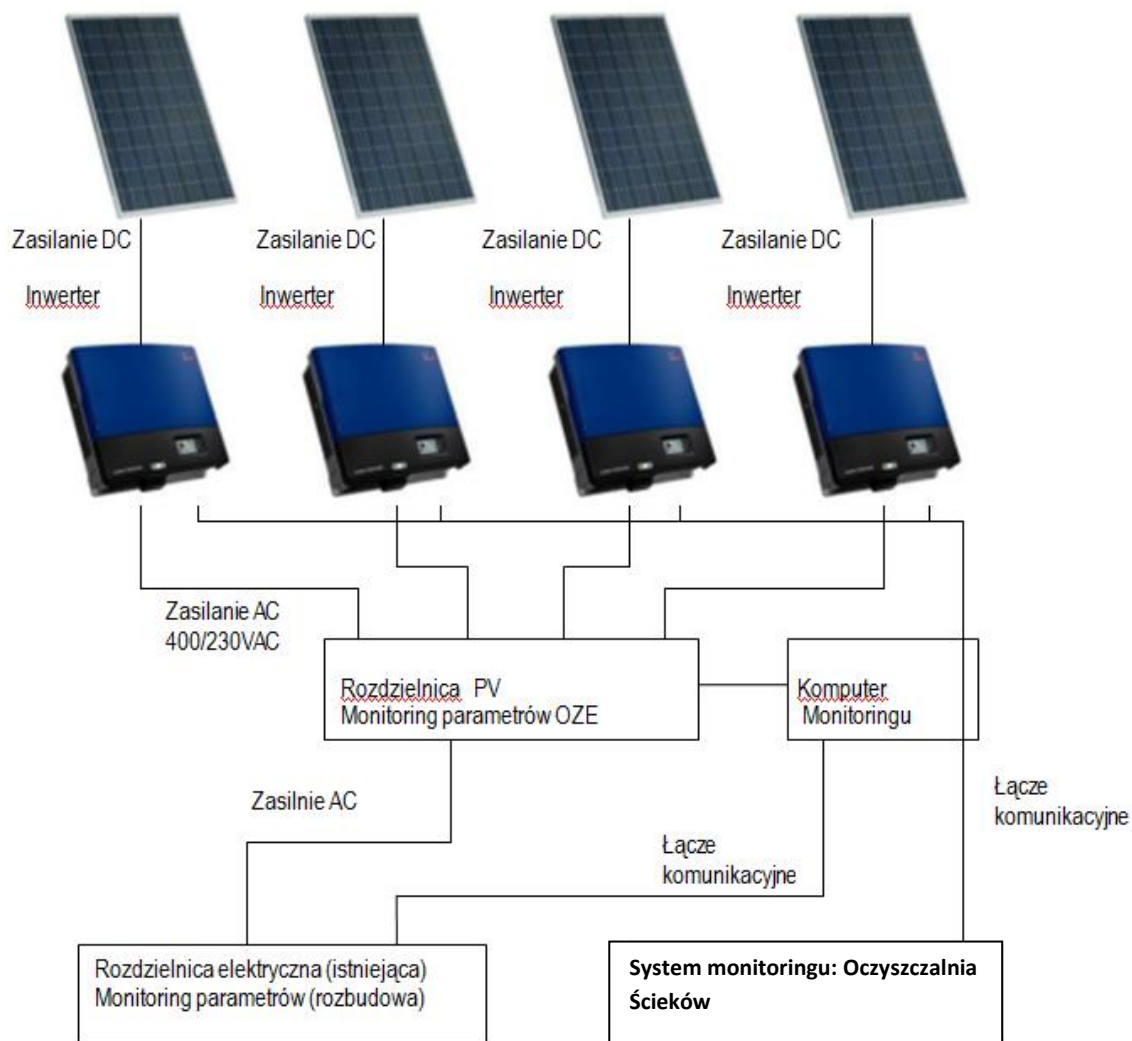 Zasilanie DC
Zasilanie DC
Zasilanie DC
Zasilanie DC
Inwerter
Inwerter
Inwerter
Inwerter
Zasilanie AC
400/230VAC
Rozdzielnica PV
Monitoring parametrów OZE
Komputer
Monitoringu
Zasilnie AC
Łącze
komunikacyjne
Łącze
komunikacyjne
Rozdzielnica elektryczna (istniejąca)
Monitoring parametrów (rozbudowa)
System monitoringu: Oczyszczalnia
Ścieków